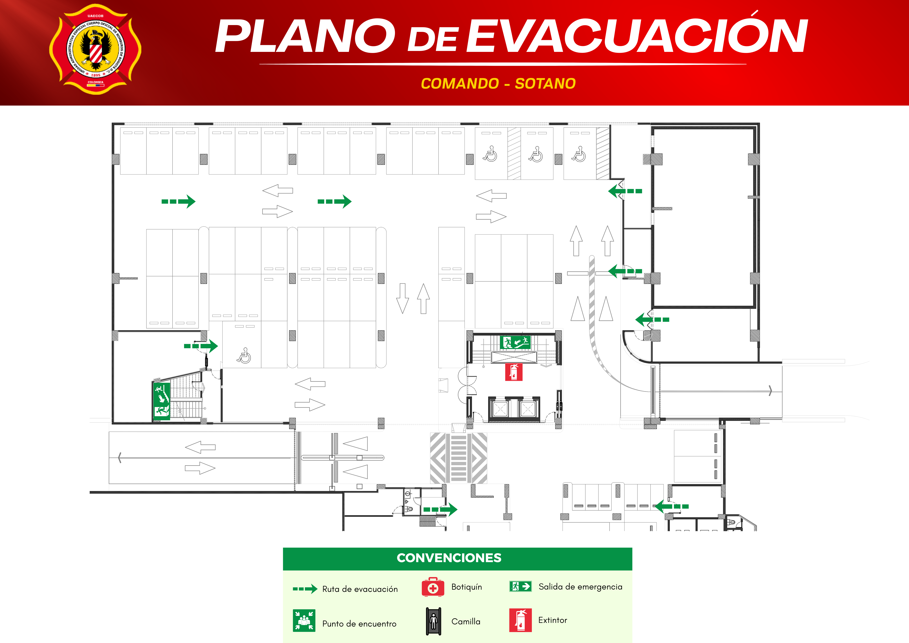 PLANO DE EVACUACIÓN
COMANDO - SOTANO
CONVENCIONES
Ruta de evacuación
Botiquín
Salida de emergencia
Punto de encuentro
Camilla
Extintor